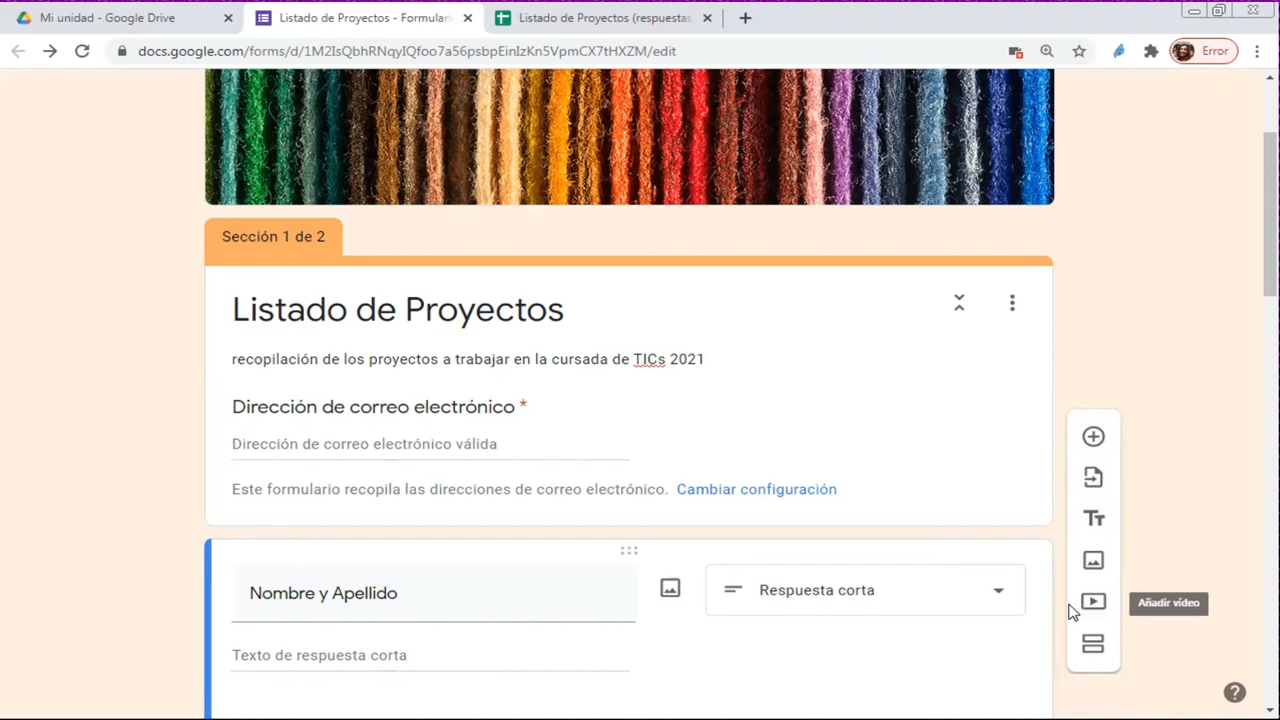 Mi unidad - Google Drive
Listado de Proyectos - Formulari
Listado de Proyectos (respuestas
docs.google.com/forms/d/1M2IsQbhRNqyIQfoo7a56psbpEinIzKn5VpmCX7tHXZM/edit
Error
Sección 1 de 2
Listado de Proyectos
recopilación de los proyectos a trabajar en la cursada de TICs 2021
Dirección de correo electrónico *
Dirección de correo electrónico válida
Este formulario recopila las direcciones de correo electrónico. Cambiar configuración
Nombre y Apellido
Respuesta corta
Añadir vídeo
Texto de respuesta corta